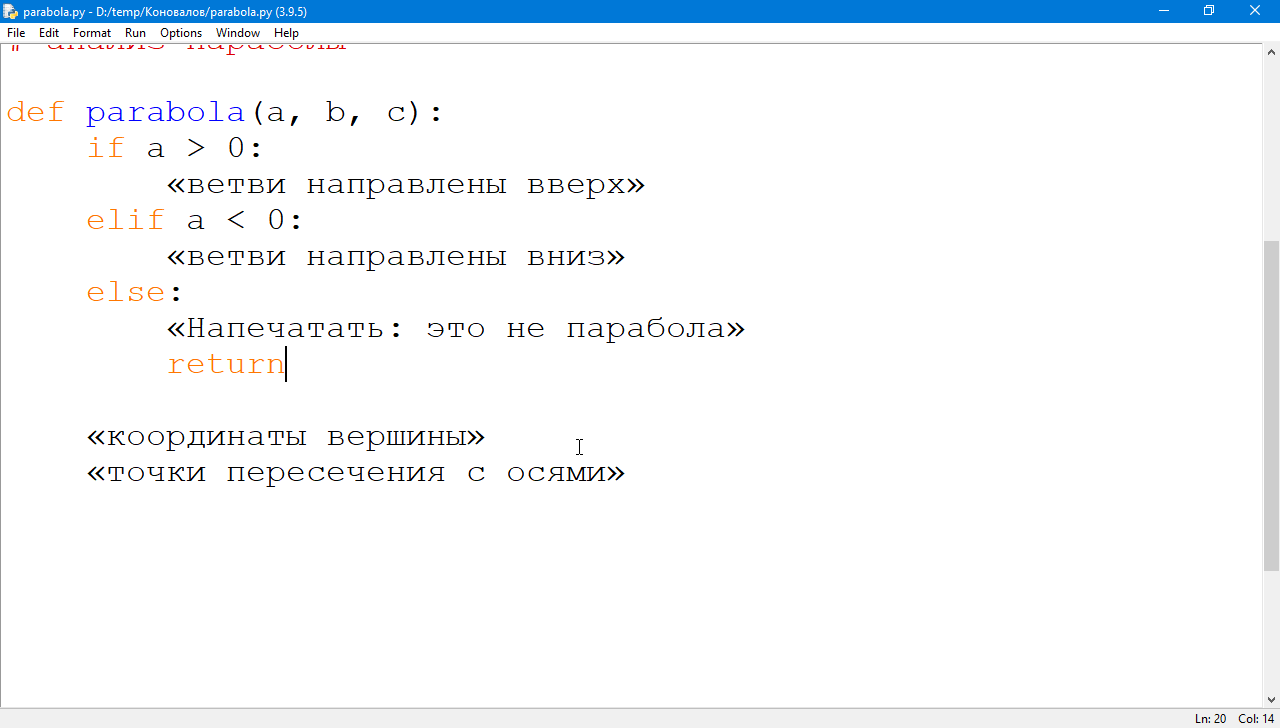 parabola.py - D:/temp/Коновалов/parabola.py (3.9.5)
File Edit Format Run Options Window Help
# анализ параболы
def parabola(a, b, c):
    if a > 0:
        «ветви направлены вверх»
    elif a < 0:
        «ветви направлены вниз»
    else:
        «Напечатать: это не парабола»
        return
    «координаты вершины»
    «точки пересечения с осями»
Ln: 20 Col: 14